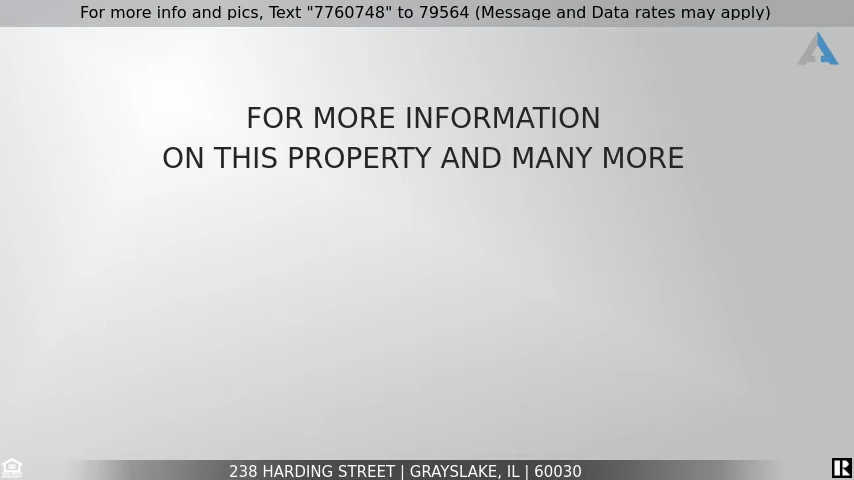 For more info and pics, Text "7760748" to 79564 (Message and Data rates may apply)
FOR MORE INFORMATION
ON THIS PROPERTY AND MANY MORE
238 HARDING STREET | GRAYSLAKE, IL | 60030